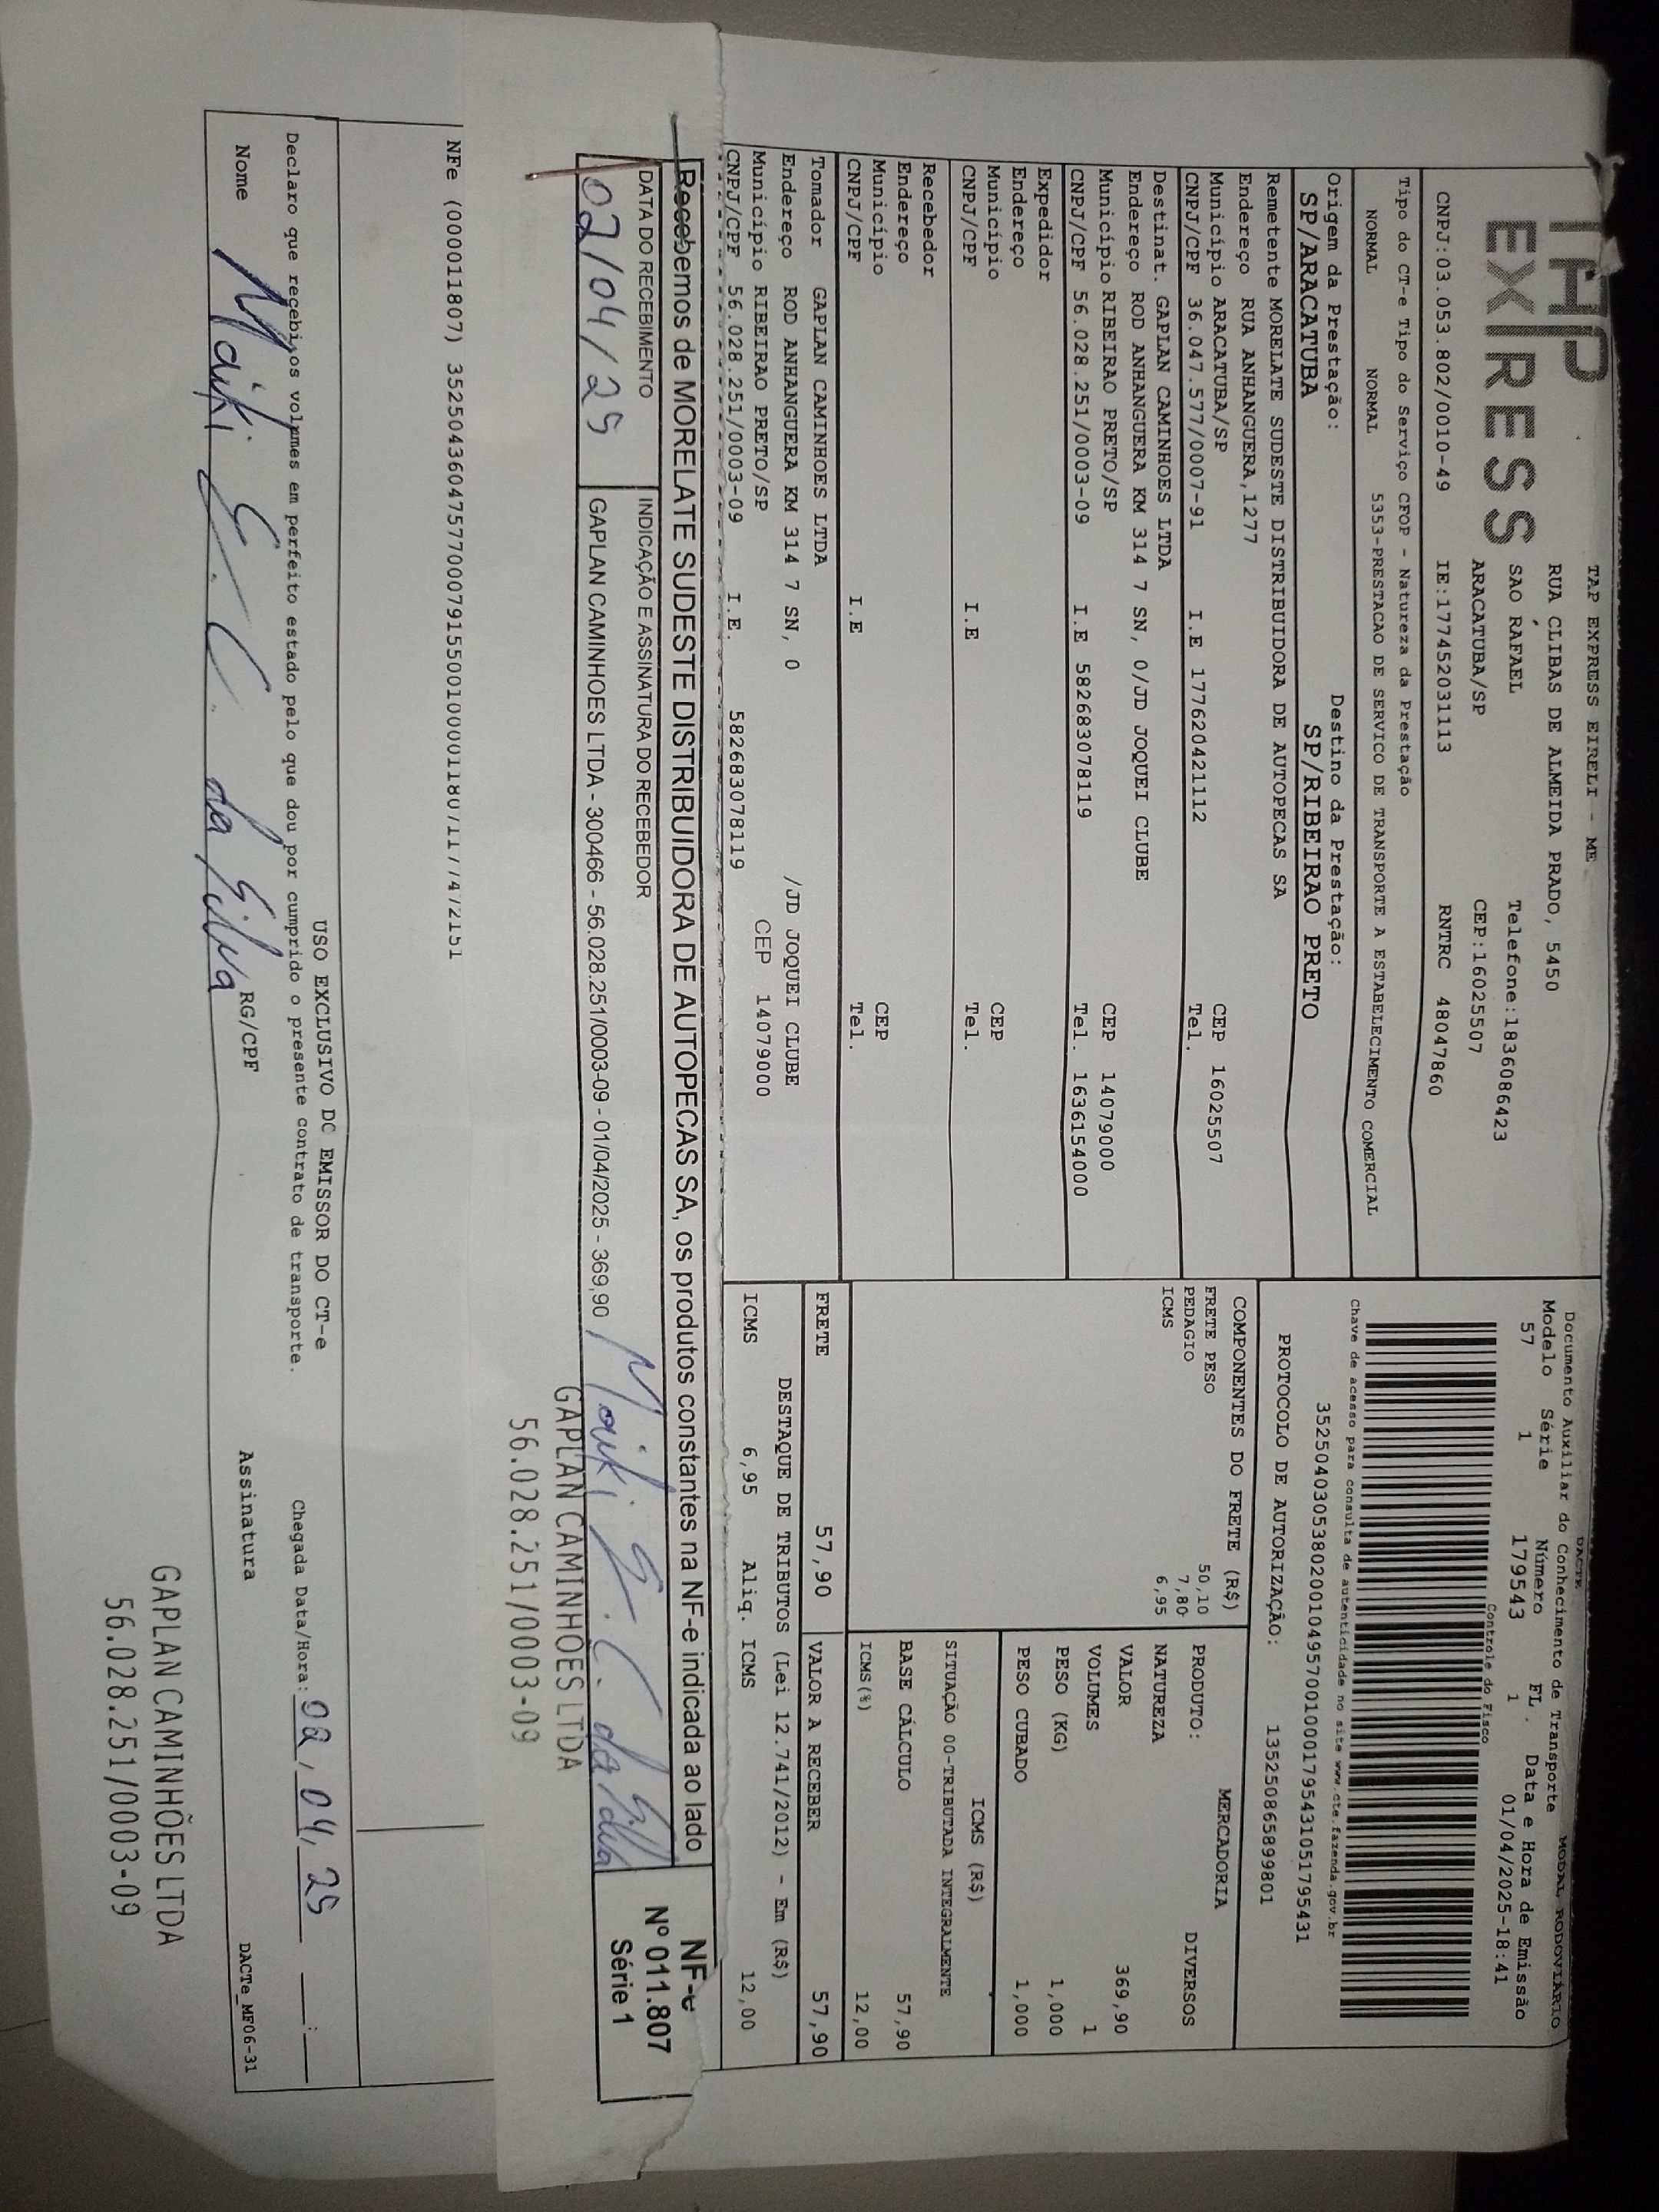 TAP
EXPRESS
TAP EXPRESS EIRELI - ME
RUA CLIBAS DE ALMEIDA PRADO, 5450
SAO RAFAEL Telefone:1836086423
ARACATUBA/SP CEP:16025507
CNPJ:03.053.802/0010-49 IE:177452031113 RNTRC 48047860
Tipo do CT-e Tipo do Serviço CFOP - Natureza da Prestação
NORMAL NORMAL 5353-PRESTACAO DE SERVICO DE TRANSPORTE A ESTABELECIMENTO COMERCIAL
Origem da Prestação: Destino da Prestação:
SP/ARACATUBA SP/RIBEIRAO PRETO
Remetente MORELATE SUDESTE DISTRIBUIDORA DE AUTOPECAS SA
Endereço RUA ANHANGUERA,1277
Município ARACATUBA/SP CEP 16025507
CNPJ/CPF 36.047.577/0007-91 I.E 177620421112 Tel.
Destinat. GAPLAN CAMINHOES LTDA
Endereço ROD ANHANGUERA KM 314 7 SN, 0/JD JOQUEI CLUBE
Município RIBEIRAO PRETO/SP CEP 14079000
CNPJ/CPF 56.028.251/0003-09 I.E 582683078119 Tel. 1636154000
Expedidor
Endereço
Município CEP
CNPJ/CPF I.E Tel.
Recebedor
Endereço
Município CEP
CNPJ/CPF I.E Tel.
Tomador GAPLAN CAMINHOES LTDA
Endereço ROD ANHANGUERA KM 314 7 SN, 0 /JD JOQUEI CLUBE
Município RIBEIRAO PRETO/SP CEP 14079000
CNPJ/CPF 56.028.251/0003-09 I.E. 582683078119
DACTE MODAL RODOVIÁRIO
Documento Auxiliar do Conhecimento de Transporte
Modelo Série Número FL. Data e Hora de Emissão
57 1 179543 1 01/04/2025-18:41
Controle do Fisco
Chave de acesso para consulta de autenticidade no site www.cte.fazenda.gov.br
35250403053802001049570010001795431051795431
PROTOCOLO DE AUTORIZAÇÃO: 135250865899801
COMPONENTES DO FRETE (R$)
FRETE PESO 50,10
PEDAGIO 7,80
ICMS 6,95
MERCADORIA
PRODUTO: DIVERSOS
NATUREZA
VALOR 369,90
VOLUMES 1
PESO (KG) 1,000
PESO CUBADO 1,000
ICMS (R$)
SITUAÇÃO 00-TRIBUTADA INTEGRALMENTE
BASE CÁLCULO 57,90
ICMS(%) 12,00
FRETE 57,90 VALOR A RECEBER 57,90
DESTAQUE DE TRIBUTOS (Lei 12.741/2012) - Em (R$)
ICMS 6,95 Aliq. ICMS 12,00
Recebemos de MORELATE SUDESTE DISTRIBUIDORA DE AUTOPECAS SA, os produtos constantes na NF-e indicada ao lado
DATA DO RECEBIMENTO INDICAÇÃO E ASSINATURA DO RECEBEDOR
02/04/25 GAPLAN CAMINHOES LTDA - 300466 - 56.028.251/0003-09 - 01/04/2025 - 369,90 / Maiki G. C. da Silva
NF-e
Nº 011.807
Série 1
GAPLAN CAMINHÕES LTDA
56.028.251/0003-09
NFe (000011807) 35250436047577000791550010000118071177472151
USO EXCLUSIVO DO EMISSOR DO CT-e
Declaro que recebi os volumes em perfeito estado pelo que dou por cumprido o presente contrato de transporte. Chegada Data/Hora: 02/04/25 __:__
Nome Maiki G. C. da Silva RG/CPF Assinatura
DACTe_MF06-31
GAPLAN CAMINHÕES LTDA
56.028.251/0003-09